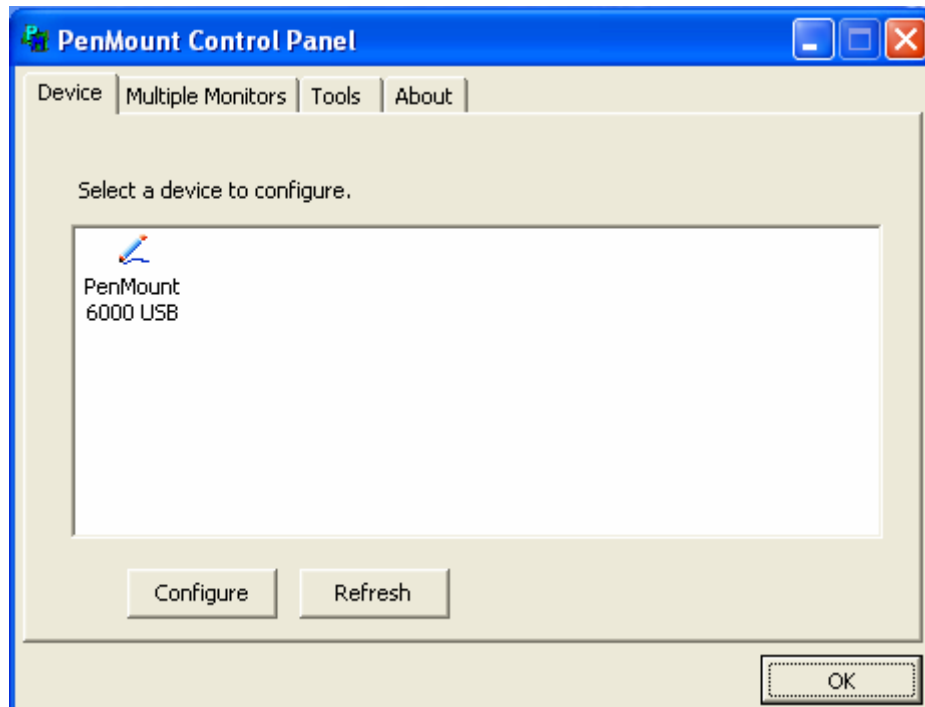 PenMount Control Panel
Device Multiple Monitors Tools About
Select a device to configure.
PenMount
6000 USB
Configure Refresh
OK